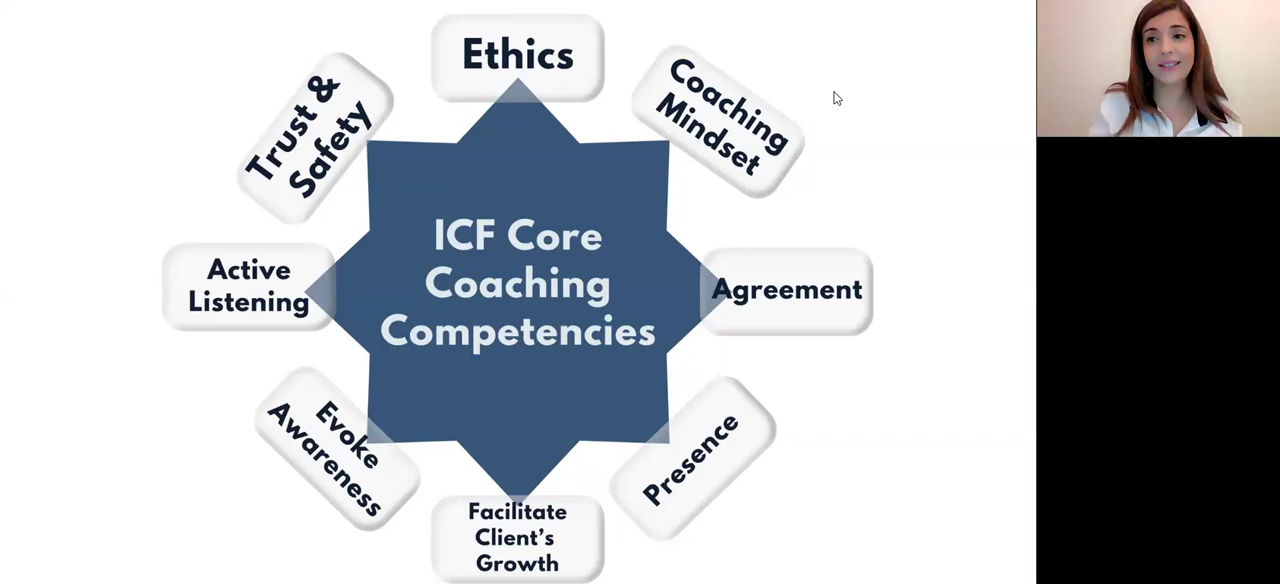 Ethics
Coaching
Mindset
Trust &
Safety
ICF Core
Coaching
Competencies
Active
Listening
Agreement
Evoke
Awareness
Presence
Facilitate
Client's
Growth